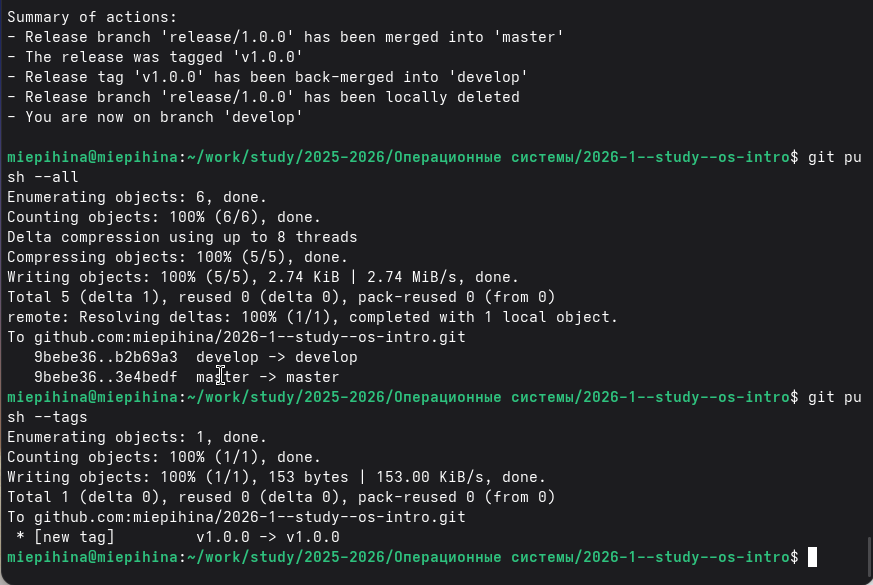 Summary of actions:
- Release branch 'release/1.0.0' has been merged into 'master'
- The release was tagged 'v1.0.0'
- Release tag 'v1.0.0' has been back-merged into 'develop'
- Release branch 'release/1.0.0' has been locally deleted
- You are now on branch 'develop'
miepihina@miepihina:~/work/study/2025-2026/Операционные системы/2026-1--study--os-intro$ git pu
sh --all
Enumerating objects: 6, done.
Counting objects: 100% (6/6), done.
Delta compression using up to 8 threads
Compressing objects: 100% (5/5), done.
Writing objects: 100% (5/5), 2.74 KiB | 2.74 MiB/s, done.
Total 5 (delta 1), reused 0 (delta 0), pack-reused 0 (from 0)
remote: Resolving deltas: 100% (1/1), completed with 1 local object.
To github.com:miepihina/2026-1--study--os-intro.git
   9bebe36..b2b69a3  develop -> develop
   9bebe36..3e4bedf  master -> master
miepihina@miepihina:~/work/study/2025-2026/Операционные системы/2026-1--study--os-intro$ git pu
sh --tags
Enumerating objects: 1, done.
Counting objects: 100% (1/1), done.
Writing objects: 100% (1/1), 153 bytes | 153.00 KiB/s, done.
Total 1 (delta 0), reused 0 (delta 0), pack-reused 0 (from 0)
To github.com:miepihina/2026-1--study--os-intro.git
 * [new tag]         v1.0.0 -> v1.0.0
miepihina@miepihina:~/work/study/2025-2026/Операционные системы/2026-1--study--os-intro$